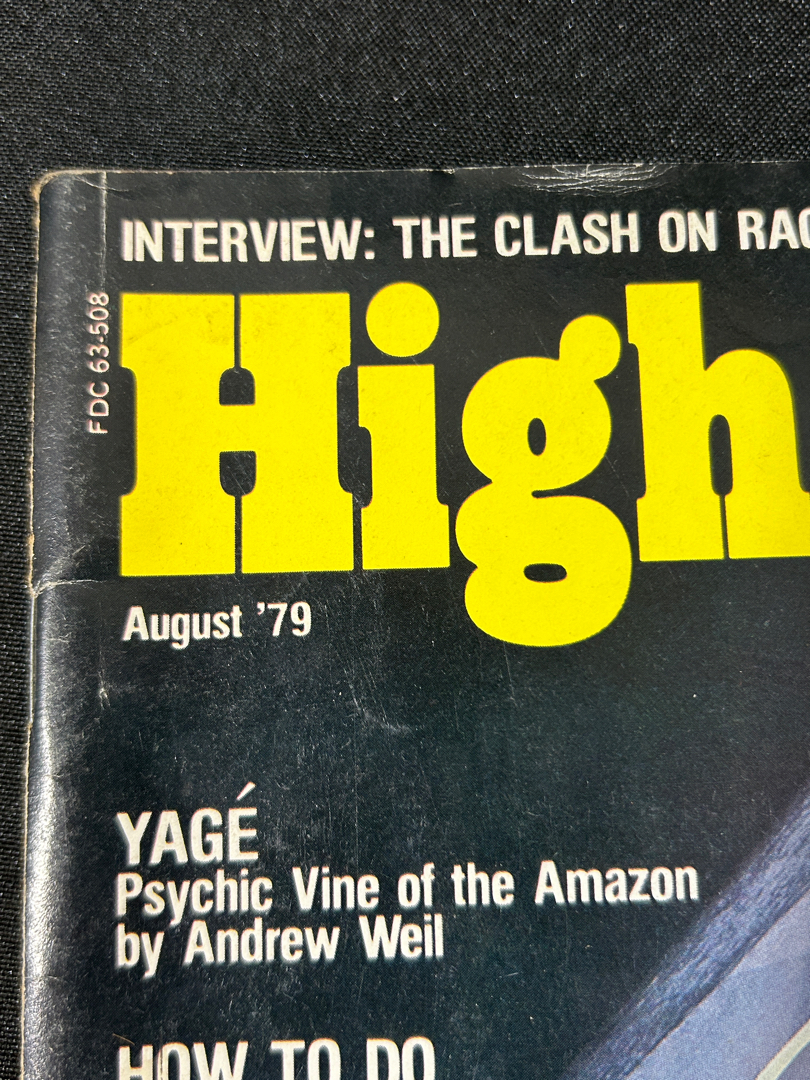 INTERVIEW: THE CLASH ON RAC
FDC 63-508
High
August '79
YAGÉ
Psychic Vine of the Amazon
by Andrew Weil
HOW TO DO